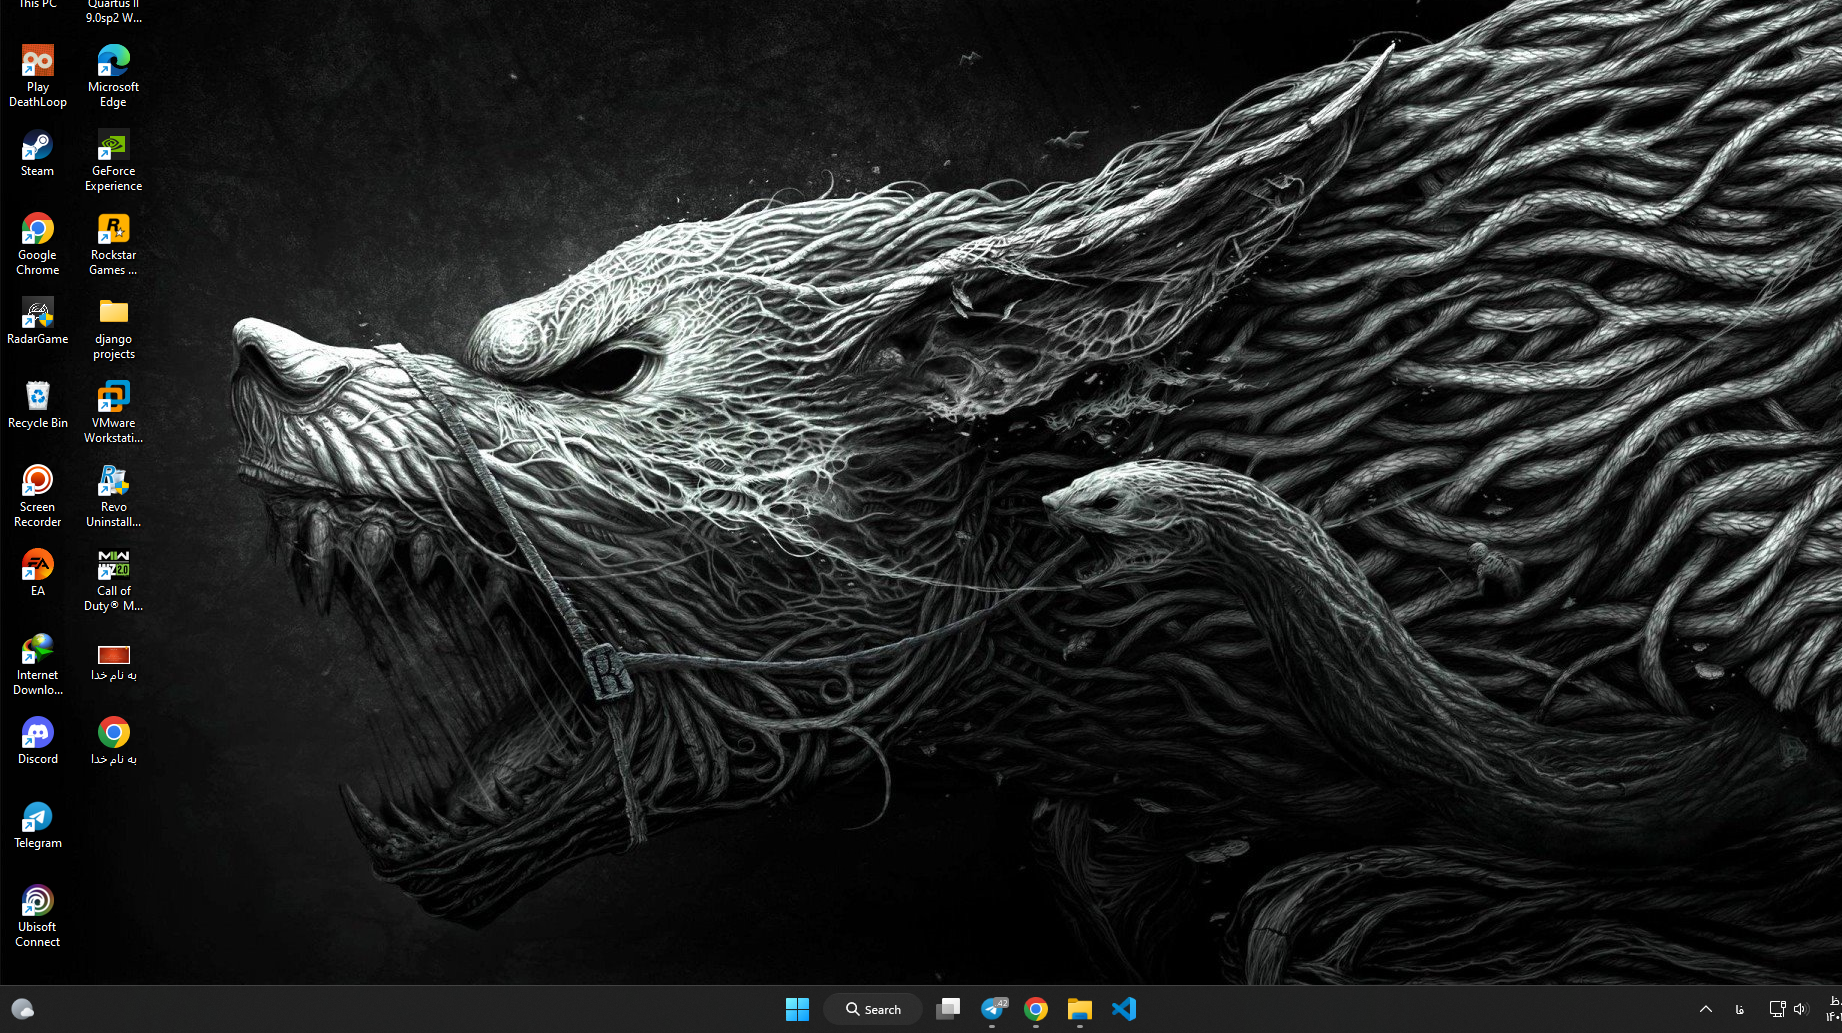 This PC
Quartus II
9.0sp2 W...
Play
DeathLoop
Microsoft
Edge
Steam
GeForce
Experience
Google
Chrome
Rockstar
Games ...
RadarGame
django
projects
Recycle Bin
VMware
Workstati...
Screen
Recorder
Revo
Uninstall...
EA
Call of
Duty® M...
Internet
Downlo...
به نام خدا
Discord
به نام خدا
Telegram
Ubisoft
Connect
Search
42
فا